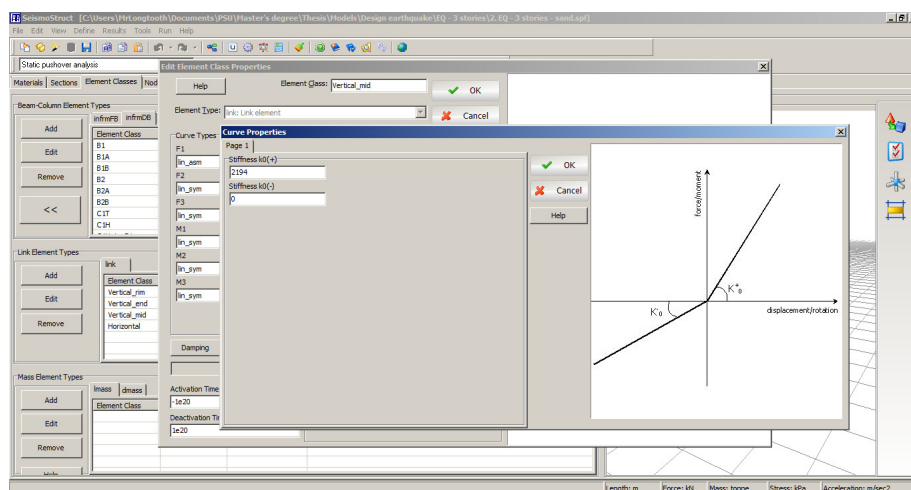 SeismoStruct [C:\Users\MrLongtooth\Documents\PSU\Master's degree\Thesis\Models\Design earthquake\EQ - 3 stories\2. EQ - 3 stories - sand.spf]
File Edit View Define Results Tools Run Help
Static pushover analysis
Materials Sections Element Classes Nod
Beam-Column Element Types
infrmFB infrmDB
Add
Edit
Remove
<<
Element Class
B1
B1A
B1B
B2
B2A
B2B
C1T
C1H
Link Element Types
link
Add
Edit
Remove
Element Class
Vertical_rim
Vertical_end
Vertical_mid
Horizontal
Mass Element Types
lmass dmass
Add
Edit
Remove
Help
Element Class
Edit Element Class Properties
Help
Element Class: Vertical_mid
OK
Element Type: link: Link element
Cancel
Curve Types
F1
lin_asm
F2
lin_sym
F3
lin_sym
M1
lin_sym
M2
lin_sym
M3
lin_sym
Damping
Activation Time
-1e20
Deactivation Ti
1e20
Curve Properties
Page 1
Stiffness k0(+)
2194
Stiffness k0(-)
0
OK
Cancel
Help
force/moment
K+0
K-0
displacement/rotation
Length: m Force: kN Mass: tonne Stress: kPa Acceleration: m/sec2